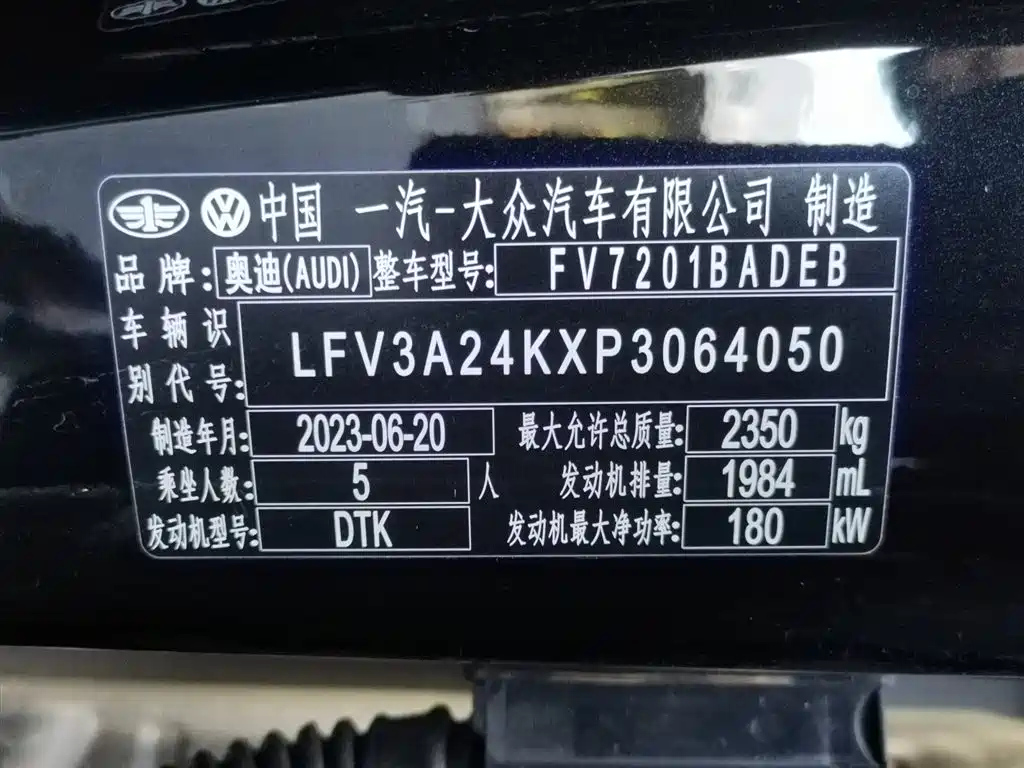 中国 一汽-大众汽车有限公司 制造
品牌: 奥迪(AUDI) 整车型号: FV7201BADEB
车辆识别代号: LFV3A24KXP3064050
制造年月: 2023-06-20 最大允许总质量: 2350 kg
乘坐人数: 5 人 发动机排量: 1984 mL
发动机型号: DTK 发动机最大净功率: 180 kW